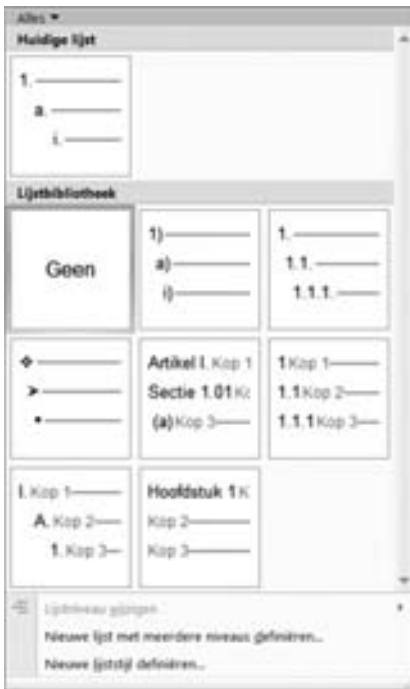 Alles
Huidige lijst
1.
a.
i.
Lijstbibliotheek
Geen
1)
a)
i)
1.
1.1.
1.1.1.
Artikel I. Kop 1
Sectie 1.01 Ko
(a) Kop 3
1 Kop 1
1.1 Kop 2
1.1.1 Kop 3
I. Kop 1
A. Kop 2
1. Kop 3
Hoofdstuk 1 K
Kop 2
Kop 3
Lijstniveau wijzigen
Nieuwe lijst met meerdere niveaus definiëren...
Nieuwe lijststijl definiëren...